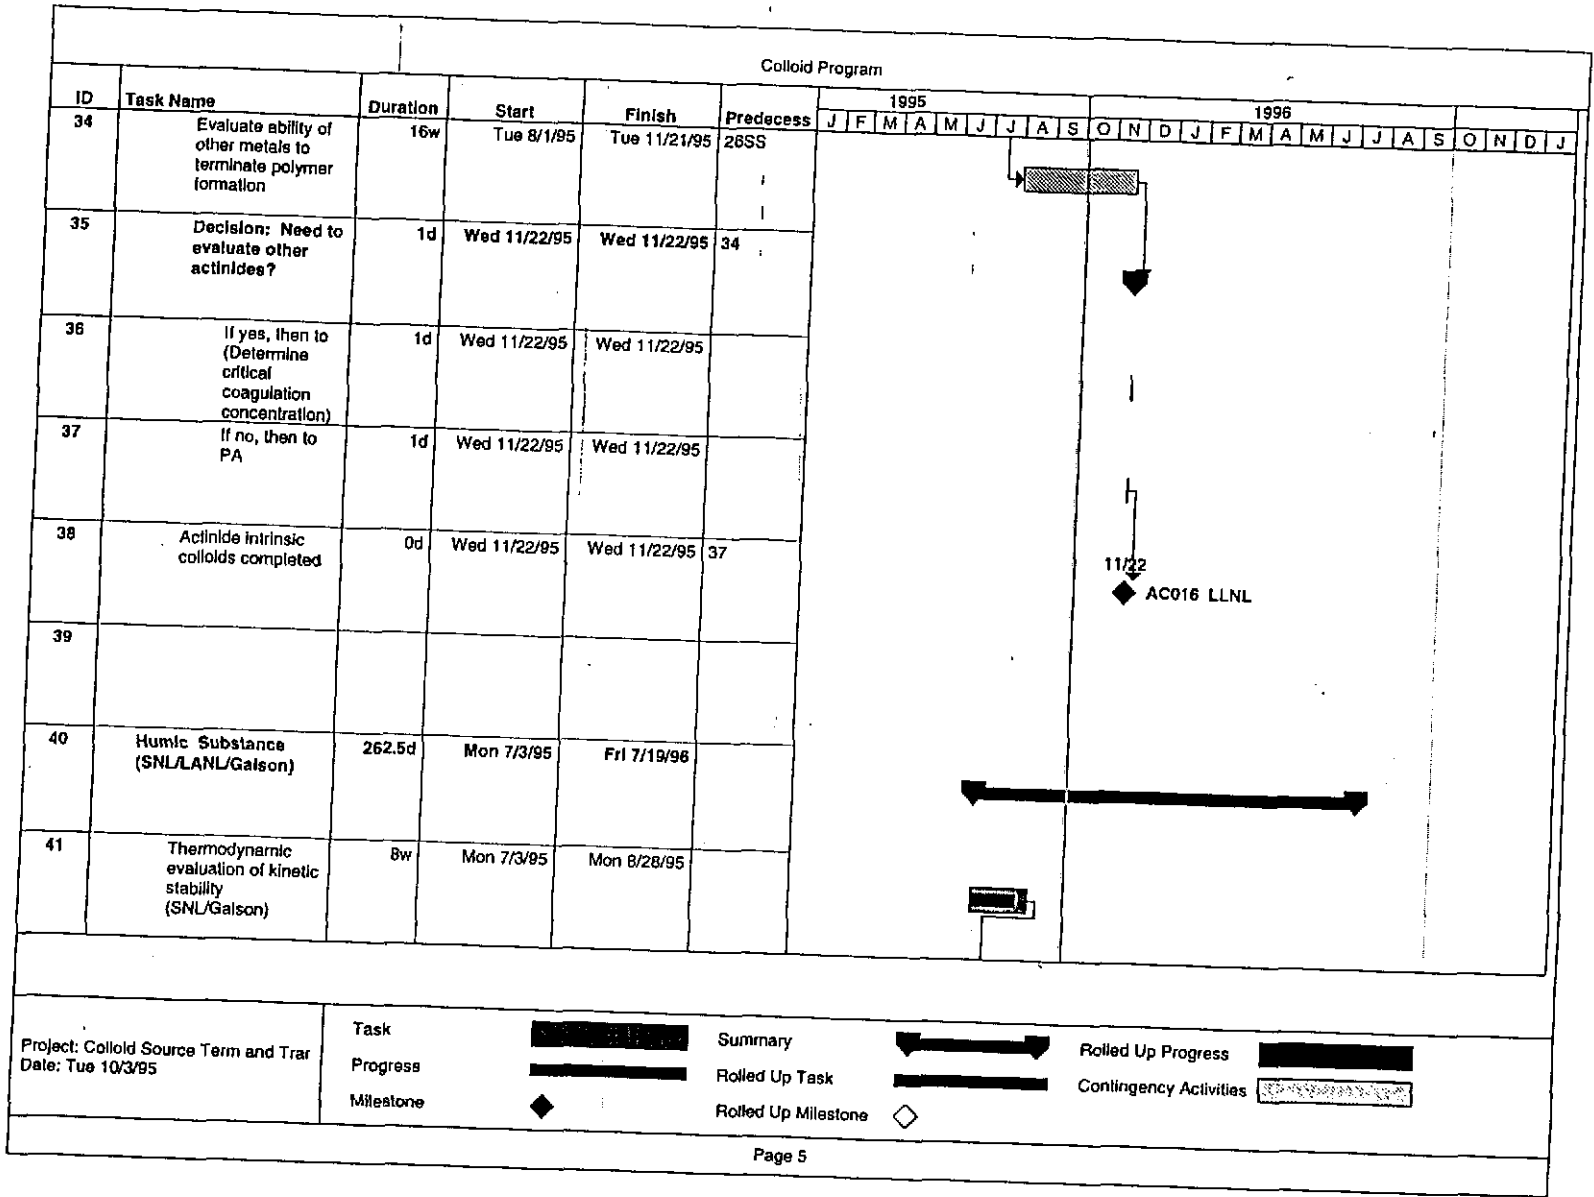 Colloid Program
ID Task Name Duration Start Finish Predecess
1995 1996
J F M A M J J A S O N D J F M A M J J A S O N D J
34 Evaluate ability of 16w Tue 8/1/95 Tue 11/21/95 26SS
other metals to
terminate polymer
formation
35 Decision: Need to 1d Wed 11/22/95 Wed 11/22/95 34
evaluate other
actinides?
36 If yes, then to 1d Wed 11/22/95 Wed 11/22/95
(Determine
critical
coagulation
concentration)
37 If no, then to 1d Wed 11/22/95 Wed 11/22/95
PA
38 Actinide intrinsic 0d Wed 11/22/95 Wed 11/22/95 37
colloids completed
11/22
AC016 LLNL
39
40 Humic Substance 262.5d Mon 7/3/95 Fri 7/19/96
(SNL/LANL/Galson)
41 Thermodynamic 8w Mon 7/3/95 Mon 8/28/95
evaluation of kinetic
stability
(SNL/Galson)
Project: Colloid Source Term and Trar
Date: Tue 10/3/95
Task
Progress
Milestone
Summary
Rolled Up Task
Rolled Up Milestone
Rolled Up Progress
Contingency Activities
Page 5